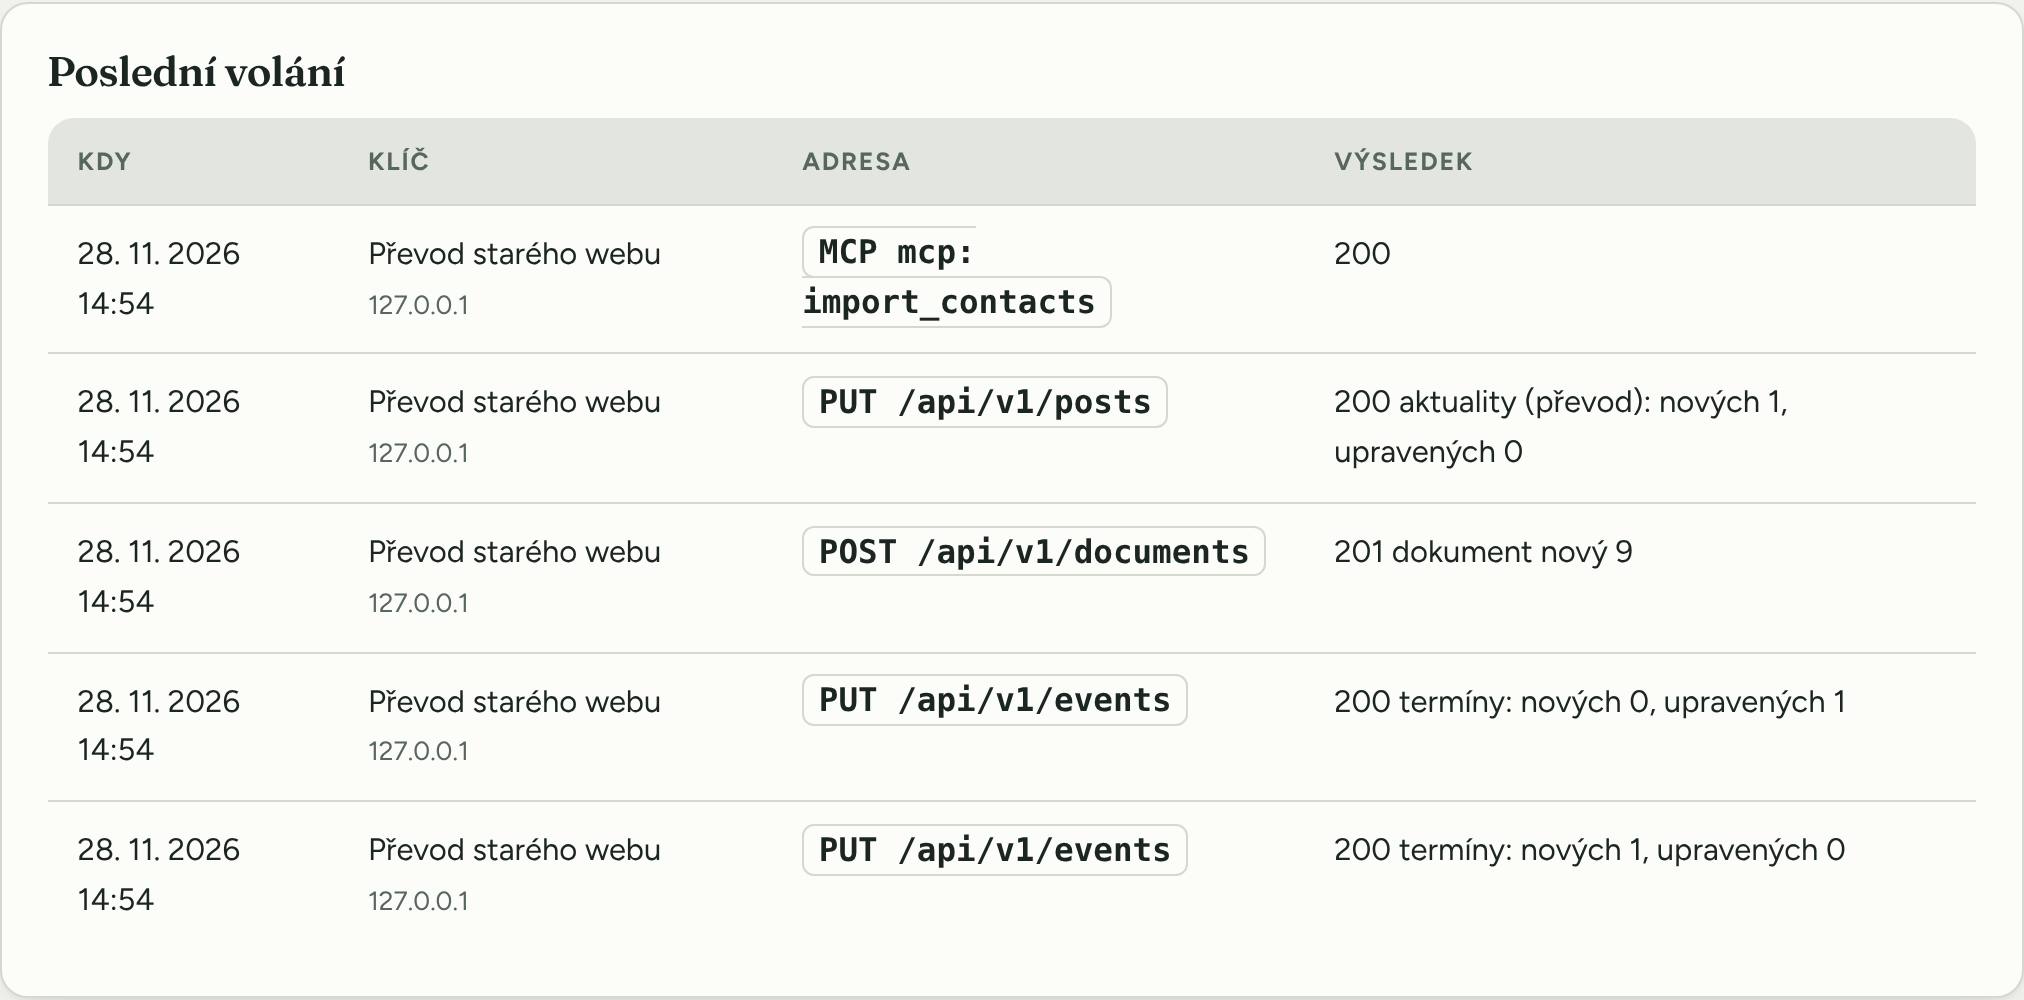 Poslední volání
KDY KLÍČ ADRESA VÝSLEDEK
28. 11. 2026 Převod starého webu MCP mcp: 200
14:54 127.0.0.1 import_contacts
28. 11. 2026 Převod starého webu PUT /api/v1/posts 200 aktuality (převod): nových 1,
14:54 127.0.0.1 upravených 0
28. 11. 2026 Převod starého webu POST /api/v1/documents 201 dokument nový 9
14:54 127.0.0.1
28. 11. 2026 Převod starého webu PUT /api/v1/events 200 termíny: nových 0, upravených 1
14:54 127.0.0.1
28. 11. 2026 Převod starého webu PUT /api/v1/events 200 termíny: nových 1, upravených 0
14:54 127.0.0.1